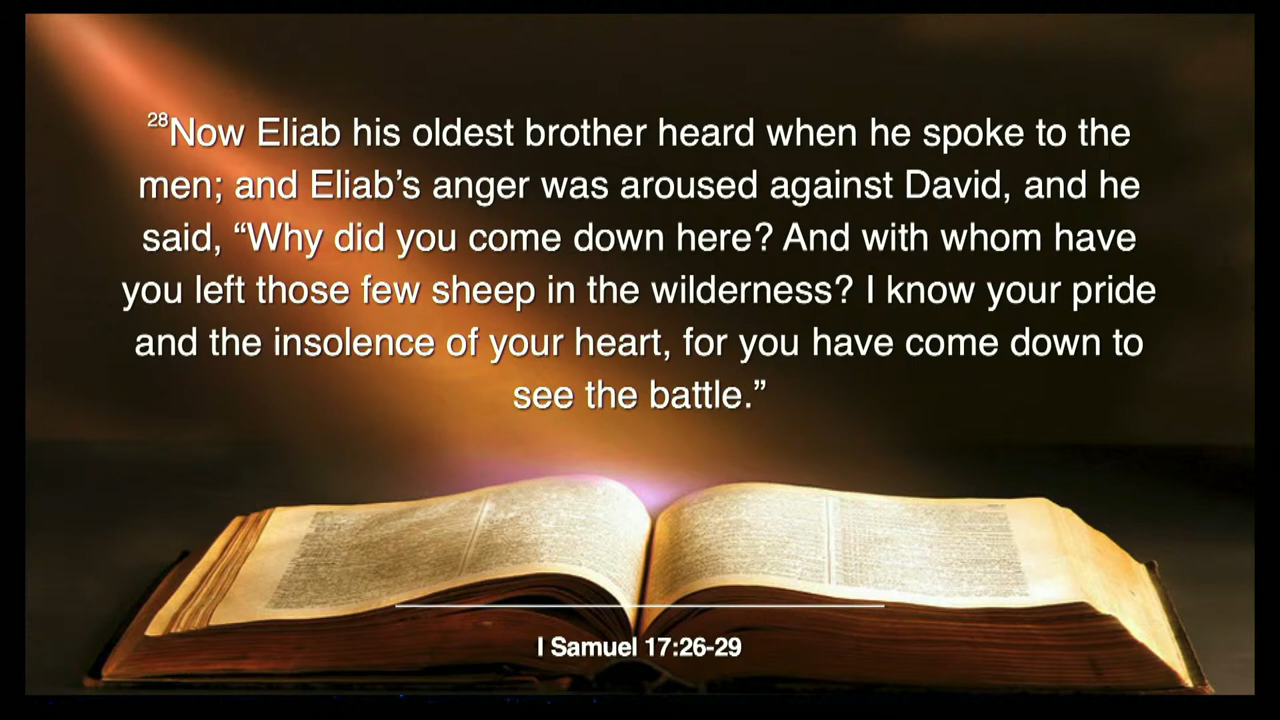 28Now Eliab his oldest brother heard when he spoke to the
men; and Eliab’s anger was aroused against David, and he
said, “Why did you come down here? And with whom have
you left those few sheep in the wilderness? I know your pride
and the insolence of your heart, for you have come down to
see the battle.”
I Samuel 17:26-29